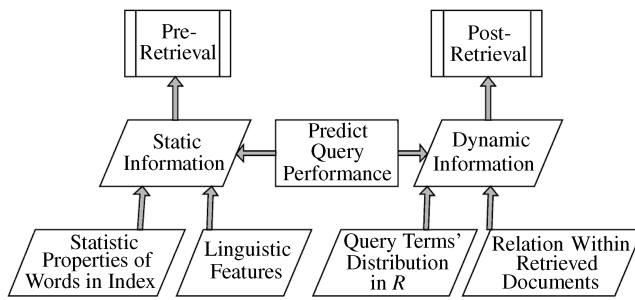 Pre-
Retrieval
Post-
Retrieval
Static
Information
Predict
Query
Performance
Dynamic
Information
Statistic
Properties of
Words in Index
Linguistic
Features
Query Terms’
Distribution
in R
Relation Within
Retrieved
Documents